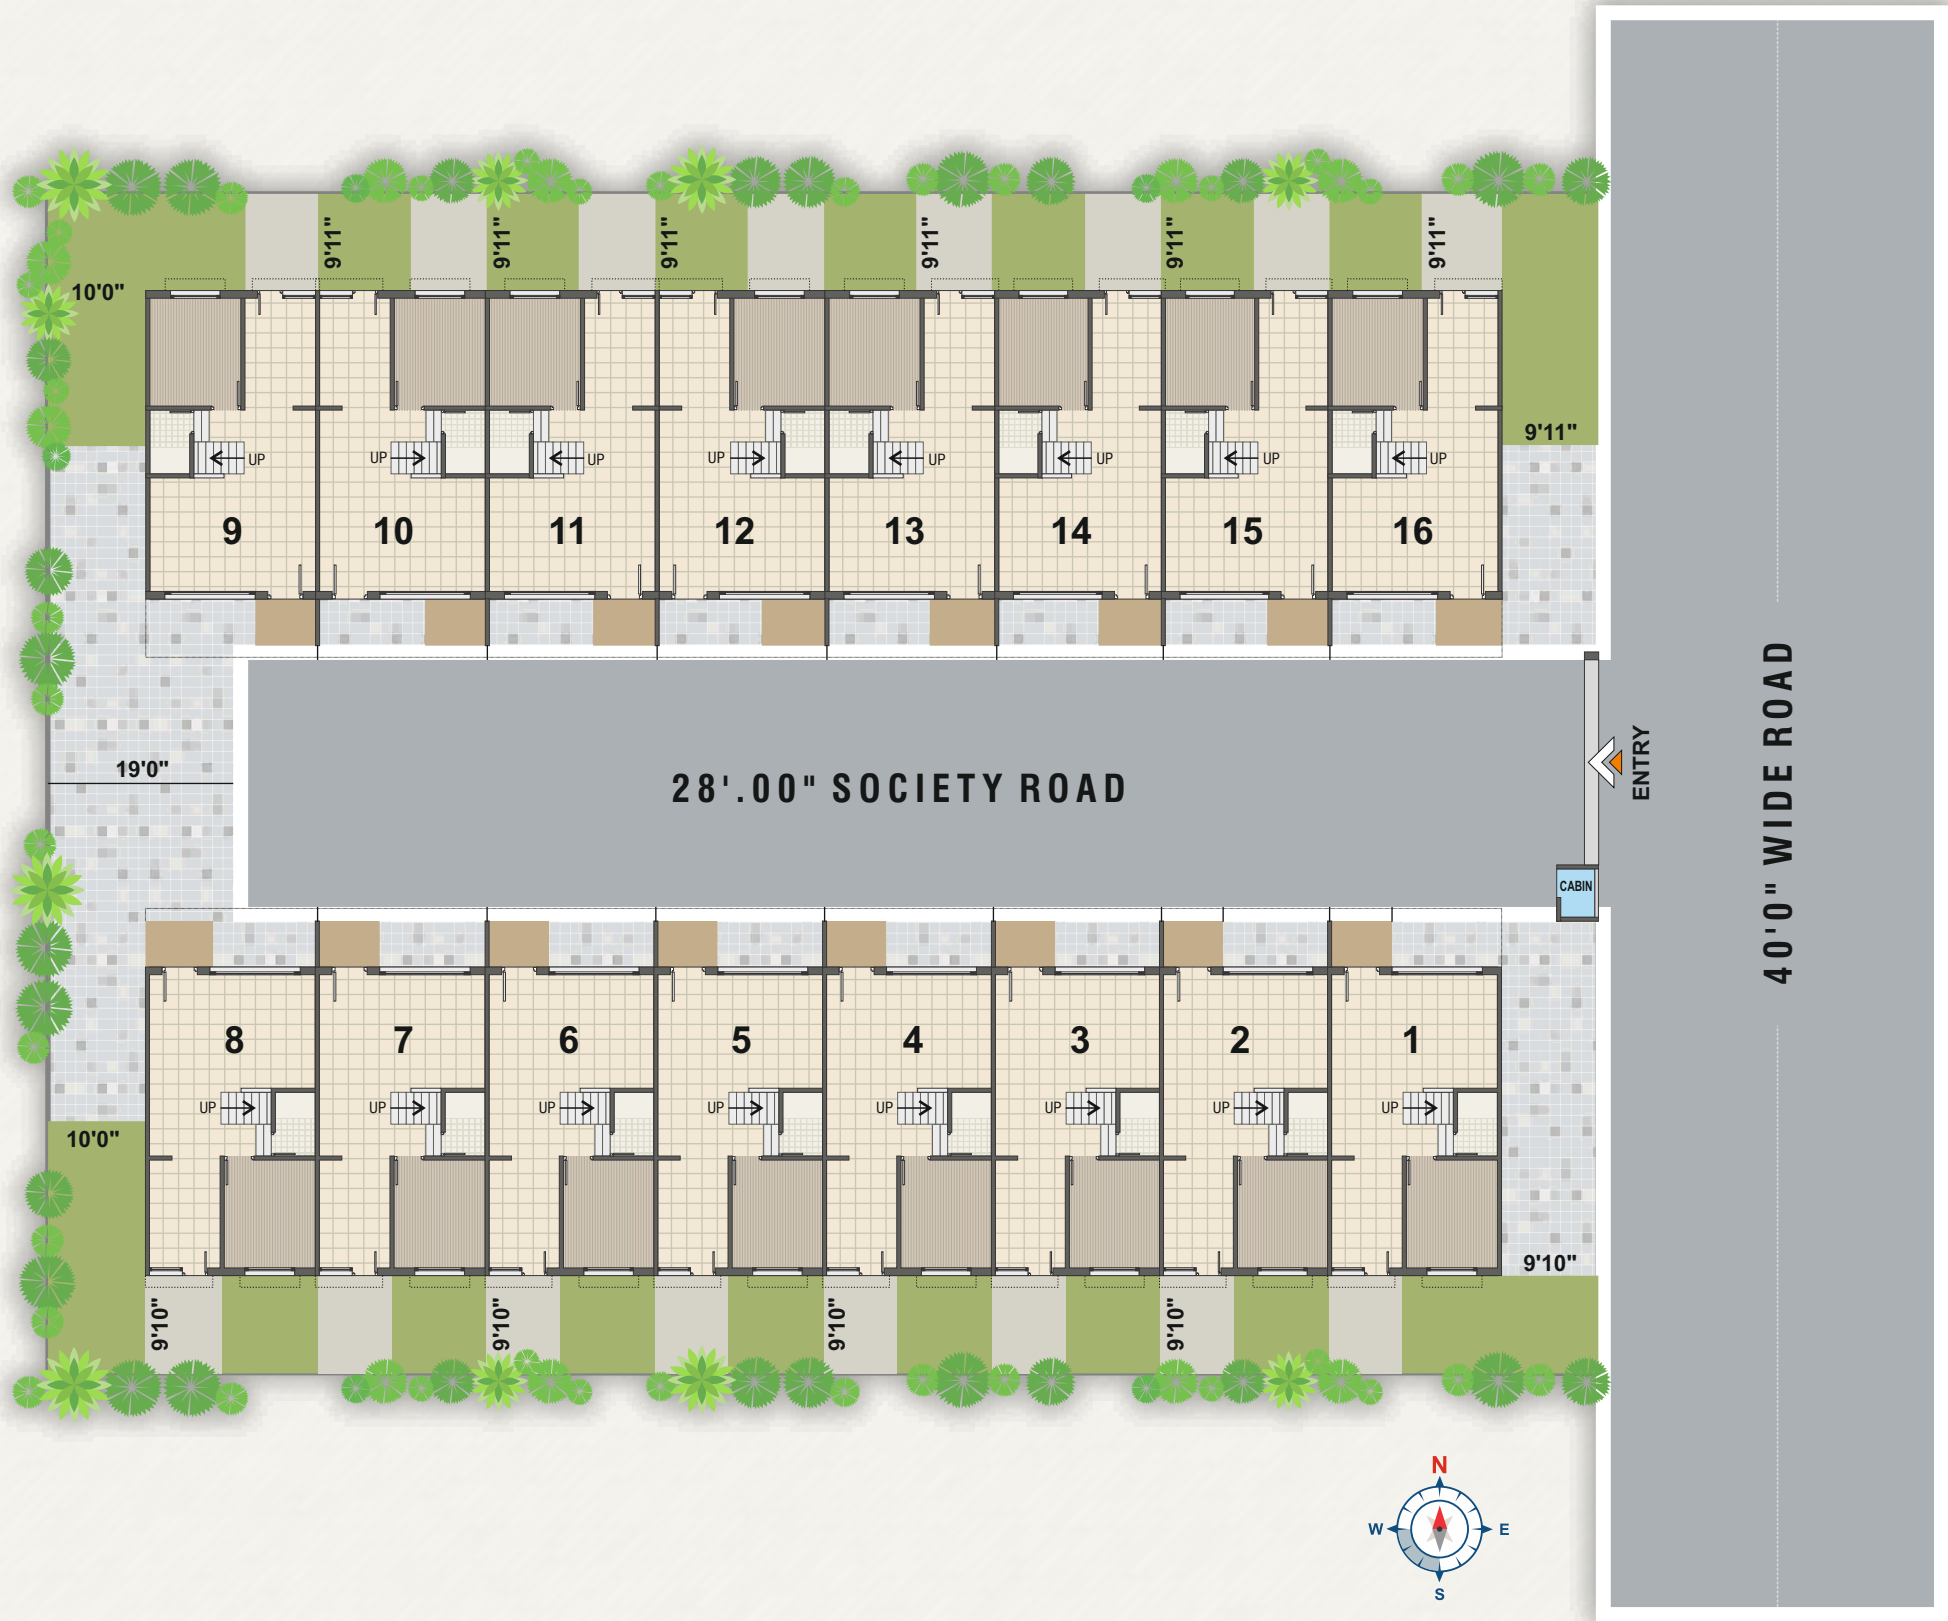 9'11" 9'11" 9'11" 9'11" 9'11" 9'11"
10'0"
9'11"
UP UP UP UP UP UP UP UP
9 10 11 12 13 14 15 16
19'0"
28'.00" SOCIETY ROAD
ENTRY
40'0" WIDE ROAD
CABIN
8 7 6 5 4 3 2 1
UP UP UP UP UP UP UP UP
10'0"
9'10"
9'10" 9'10" 9'10" 9'10"
N
W E
S